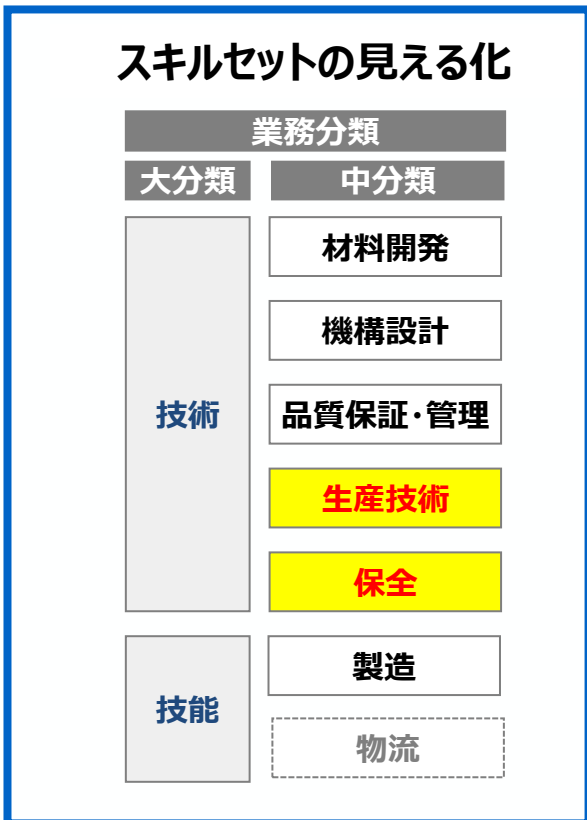 スキルセットの見える化
業務分類
大分類
中分類
技術
材料開発
機構設計
品質保証・管理
生産技術
保全
技能
製造
物流